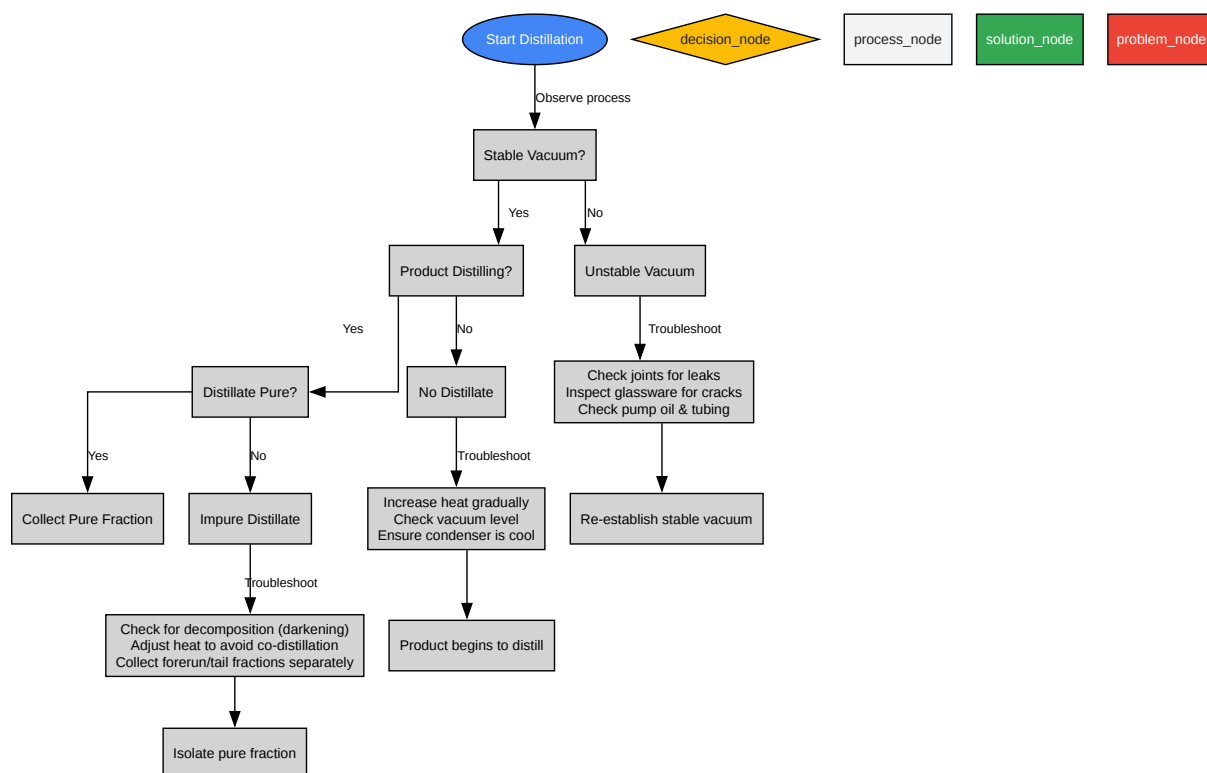 Start Distillation
decision_node
process_node
solution_node
problem_node
Observe process
Stable Vacuum?
Yes
No
Product Distilling?
Unstable Vacuum
Yes
No
Troubleshoot
Distillate Pure?
No Distillate
Check joints for leaks
Inspect glassware for cracks
Check pump oil & tubing
Yes
No
Troubleshoot
Collect Pure Fraction
Impure Distillate
Increase heat gradually
Check vacuum level
Ensure condenser is cool
Re-establish stable vacuum
Troubleshoot
Check for decomposition (darkening)
Adjust heat to avoid co-distillation
Collect forerun/tail fractions separately
Product begins to distill
Isolate pure fraction